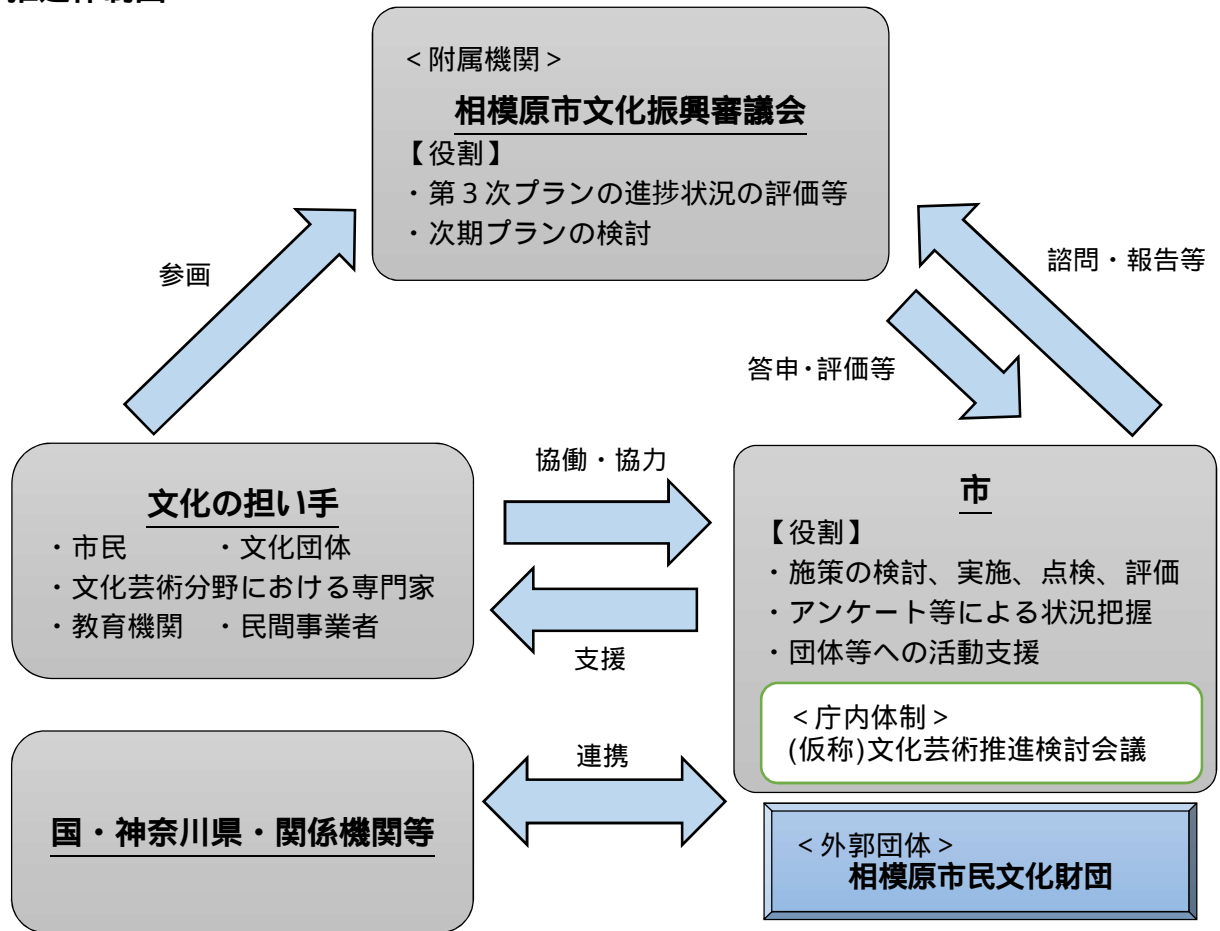 ＜附属機関＞
相模原市文化振興審議会
【役割】
・第３次プランの進捗状況の評価等
・次期プランの検討
参画
諮問・報告等
答申・評価等
文化の担い手
・市民　　・文化団体
・文化芸術分野における専門家
・教育機関　・民間事業者
協働・協力
支援
市
【役割】
・施策の検討、実施、点検、評価
・アンケート等による状況把握
・団体等への活動支援
＜庁内体制＞
(仮称)文化芸術推進検討会議
連携
国・神奈川県・関係機関等
＜外郭団体＞
相模原市民文化財団